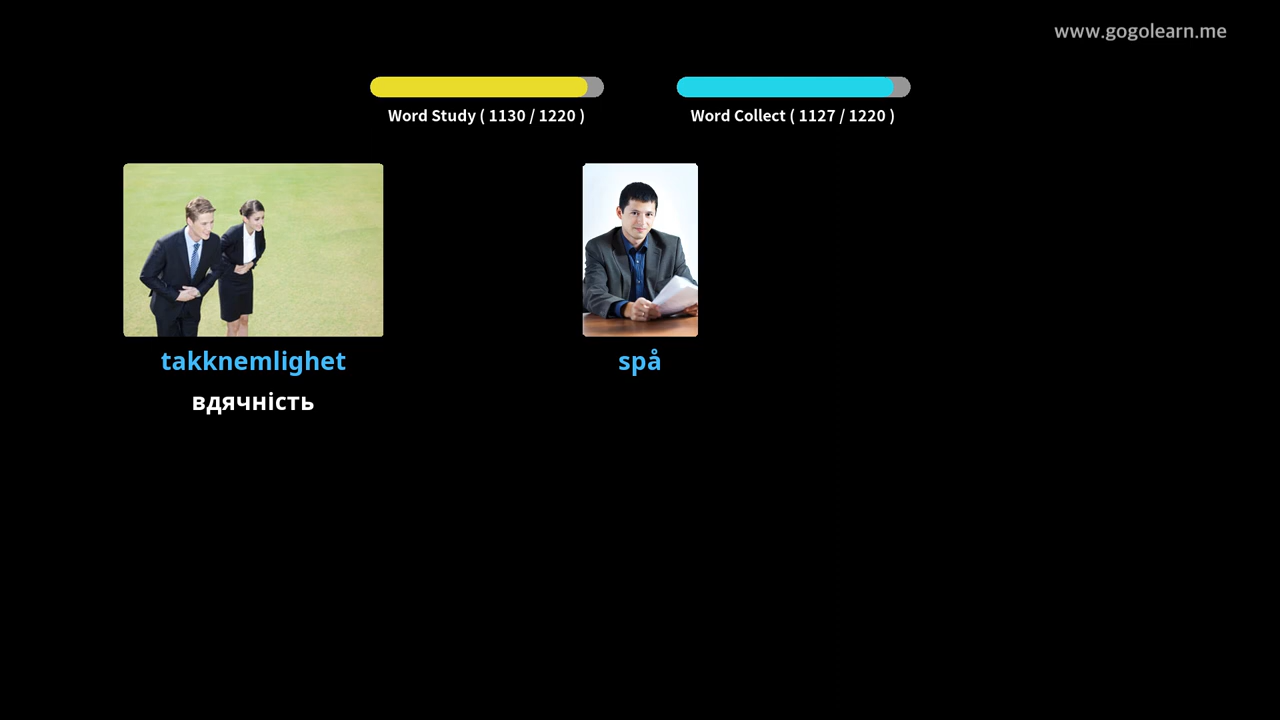 www.gogolearn.me
Word Study ( 1130 / 1220 )
Word Collect ( 1127 / 1220 )
takknemlighet
spå
вдячність